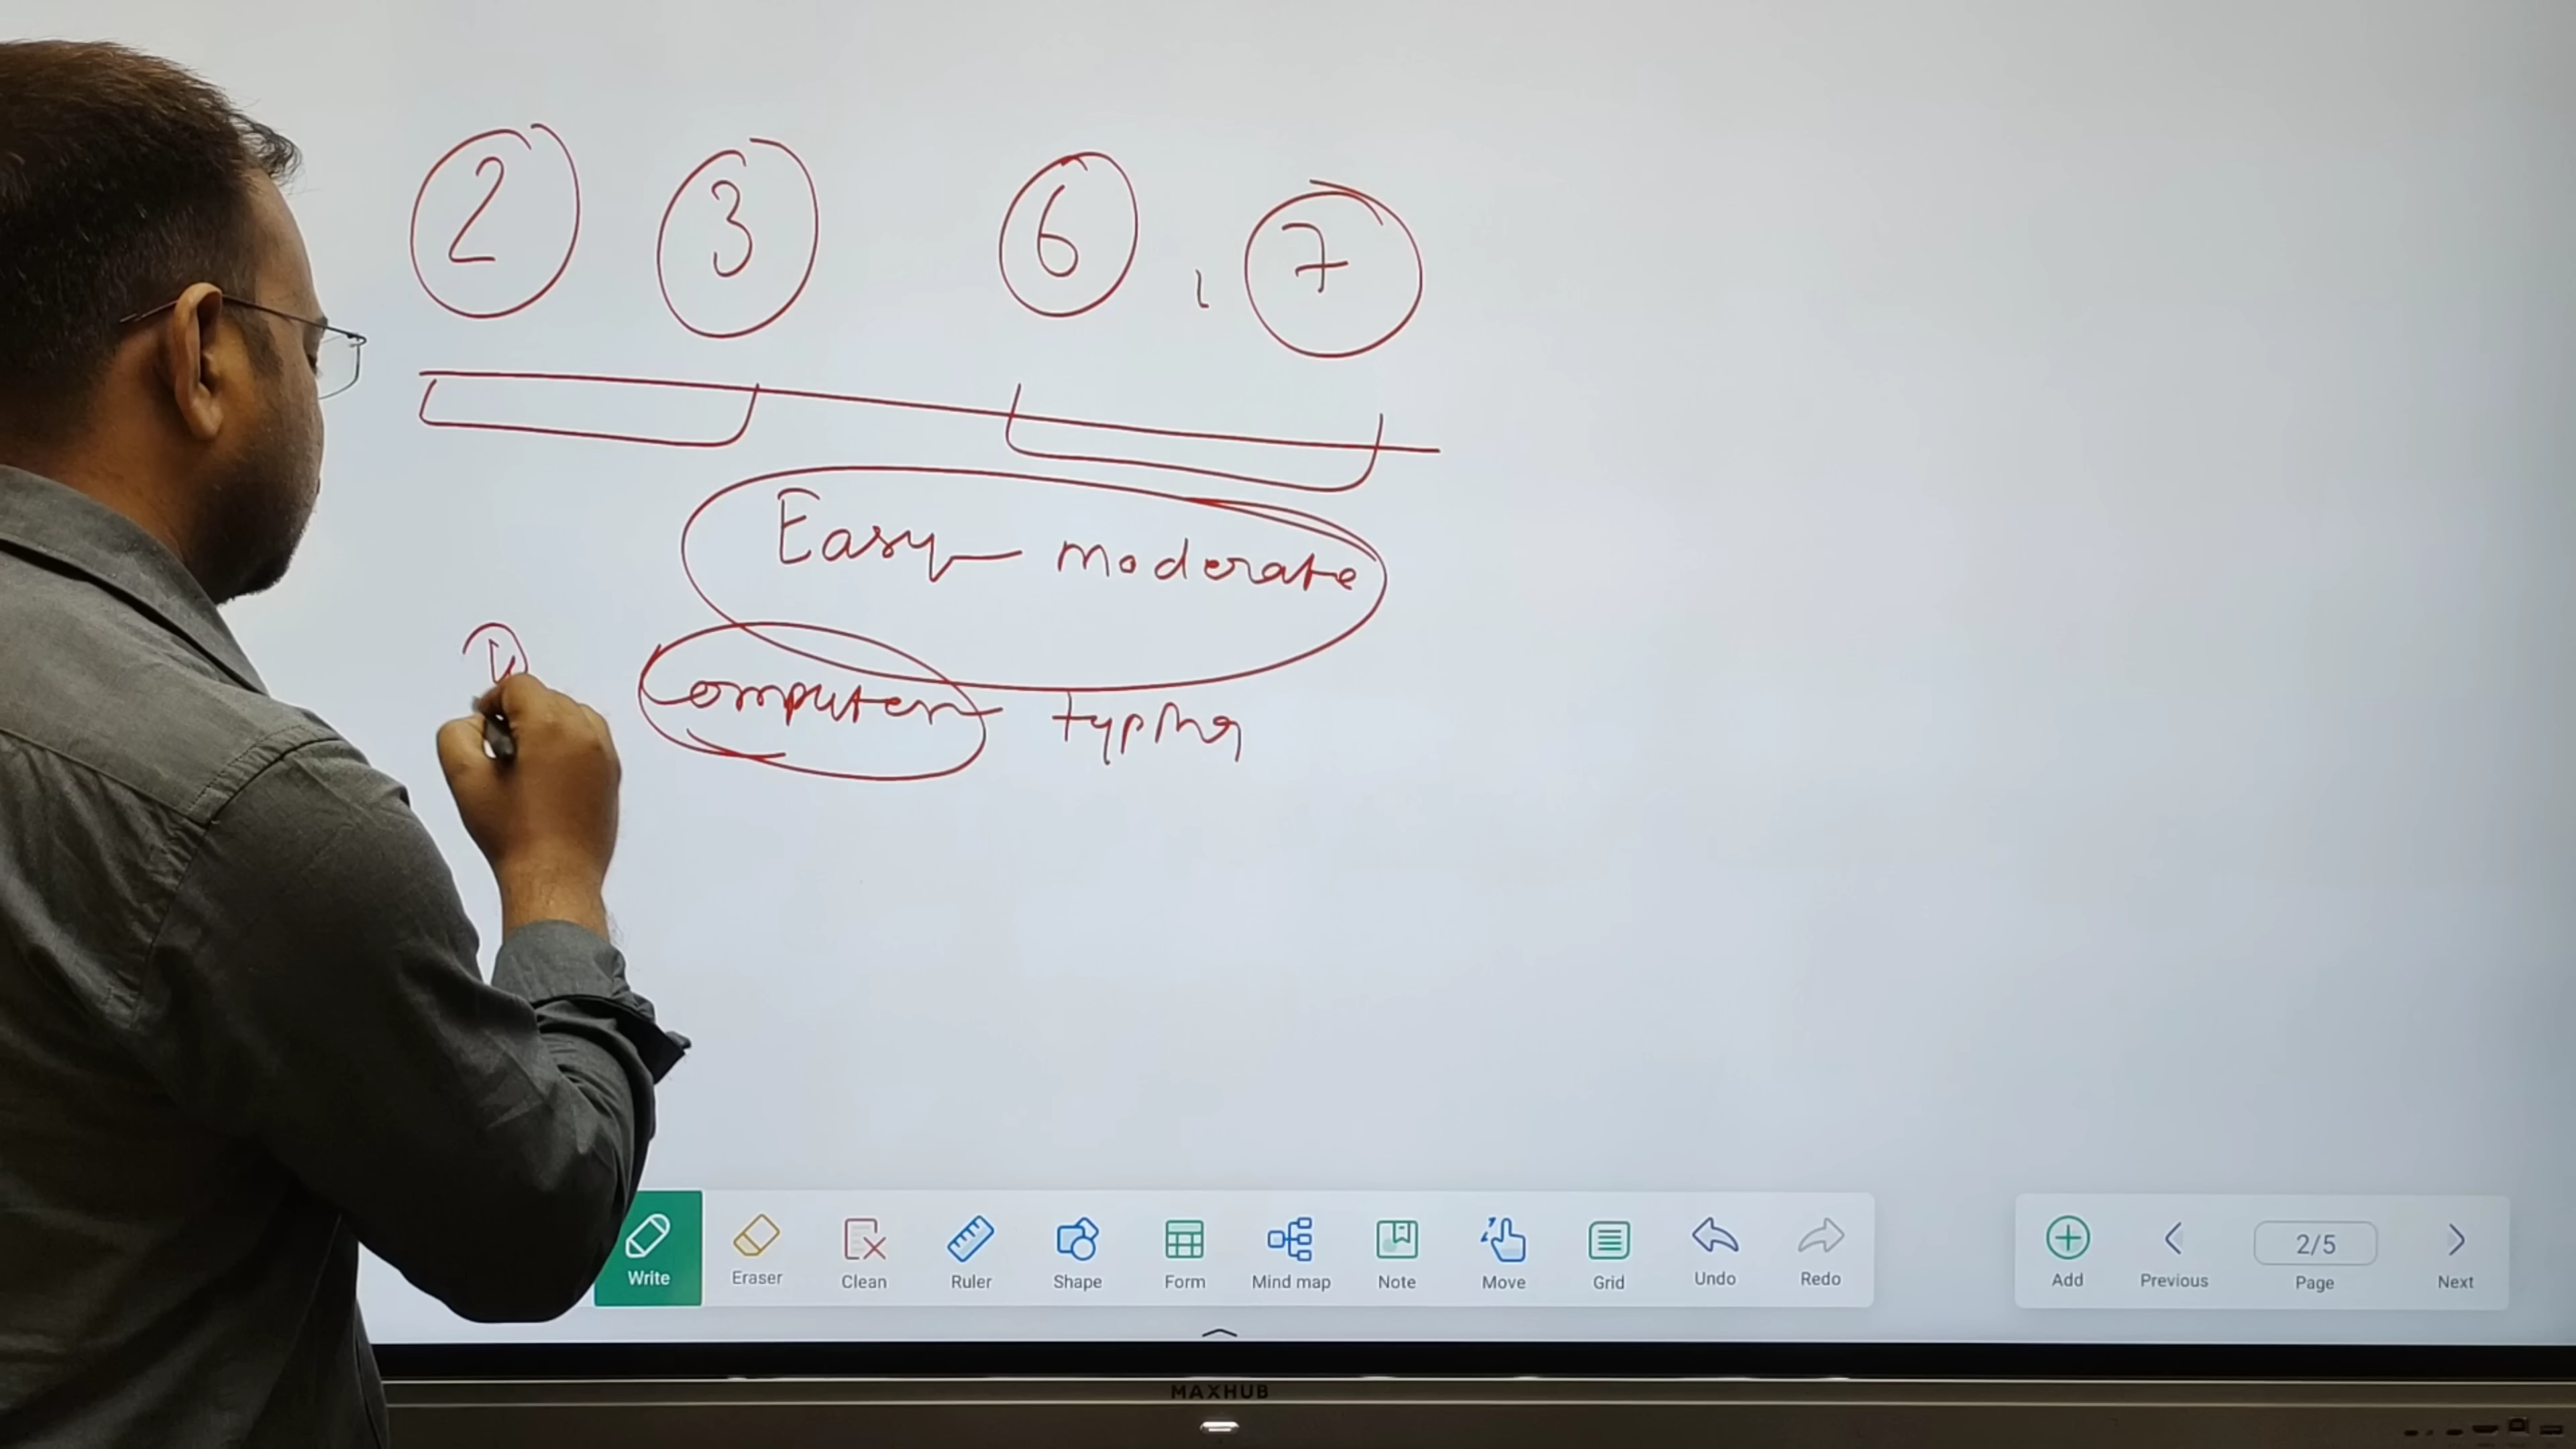 2 3 6 , 7
Easy moderate
Computer typing
Write Eraser Clean Ruler Shape Form Mind map Note Move Grid Undo Redo Add Previous 2/5 Page Next
MAXHUB